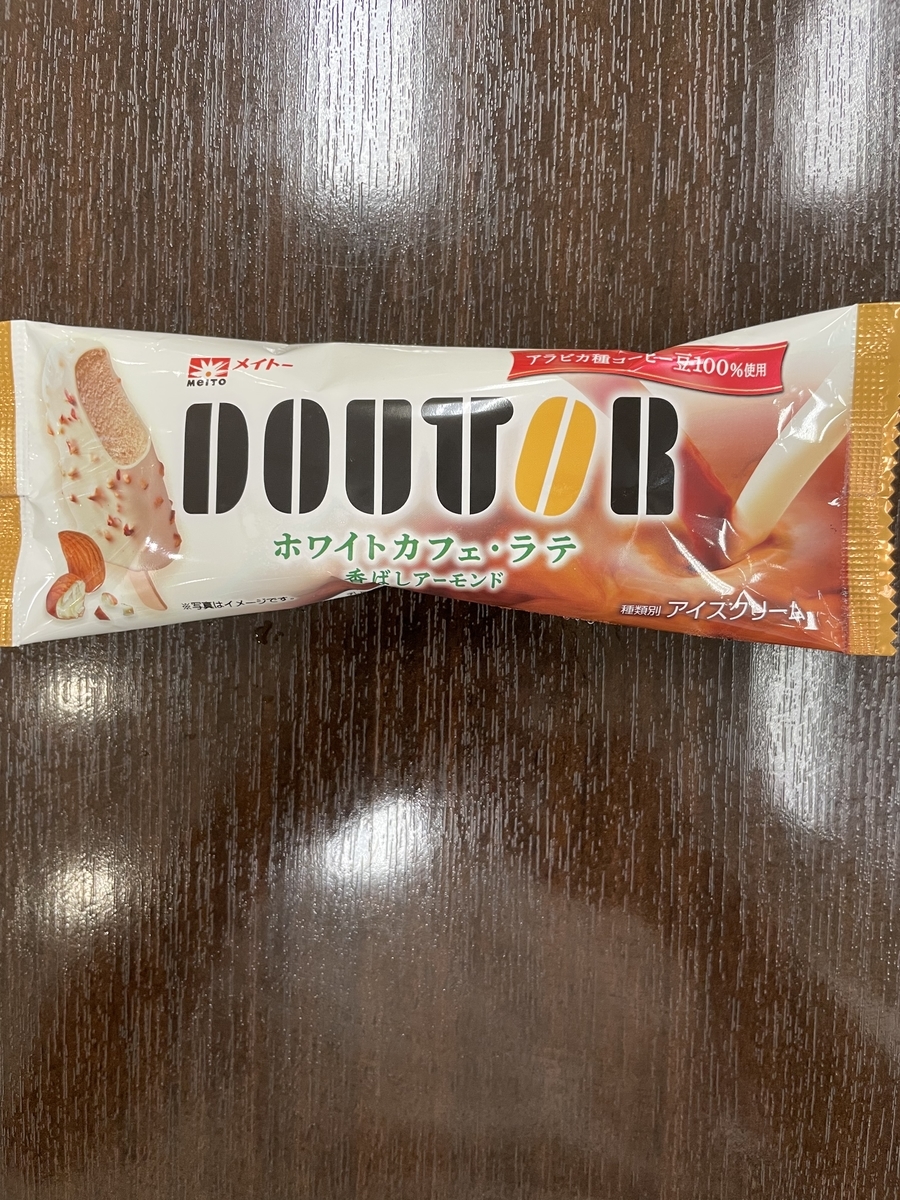 MEITO
メイトー
アラビカ種コーヒー豆100%使用
DOUTOR
ホワイトカフェ・ラテ
香ばしアーモンド
※写真はイメージです。
種類別 アイスクリーム